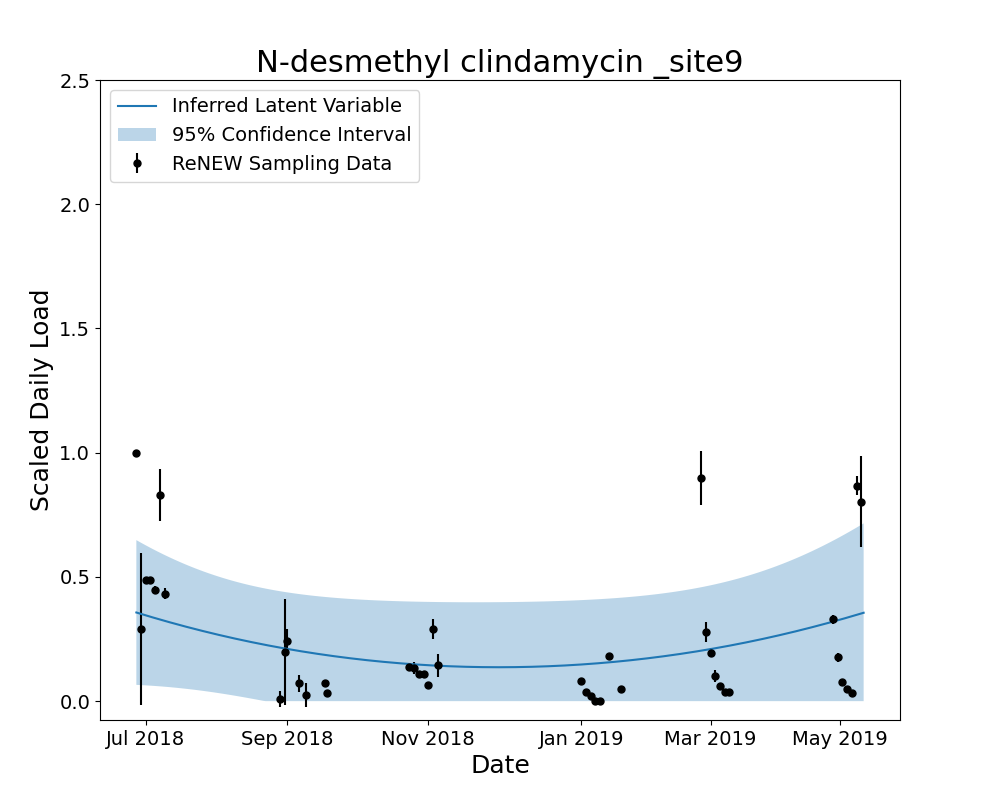 N-desmethyl clindamycin _site9
Inferred Latent Variable
95% Confidence Interval
ReNEW Sampling Data
Scaled Daily Load
2.5
2.0
1.5
1.0
0.5
0.0
Jul 2018
Sep 2018
Nov 2018
Jan 2019
Mar 2019
May 2019
Date